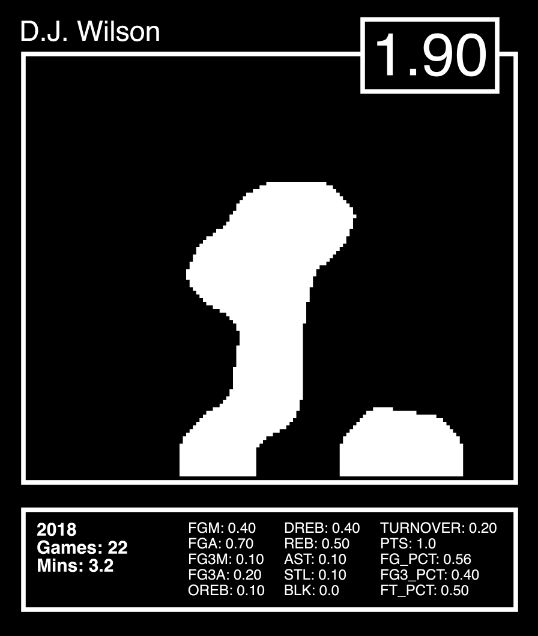 D.J. Wilson
1.90
2018
Games: 22
Mins: 3.2
FGM: 0.40
FGA: 0.70
FG3M: 0.10
FG3A: 0.20
OREB: 0.10
DREB: 0.40
REB: 0.50
AST: 0.10
STL: 0.10
BLK: 0.0
TURNOVER: 0.20
PTS: 1.0
FG_PCT: 0.56
FG3_PCT: 0.40
FT_PCT: 0.50